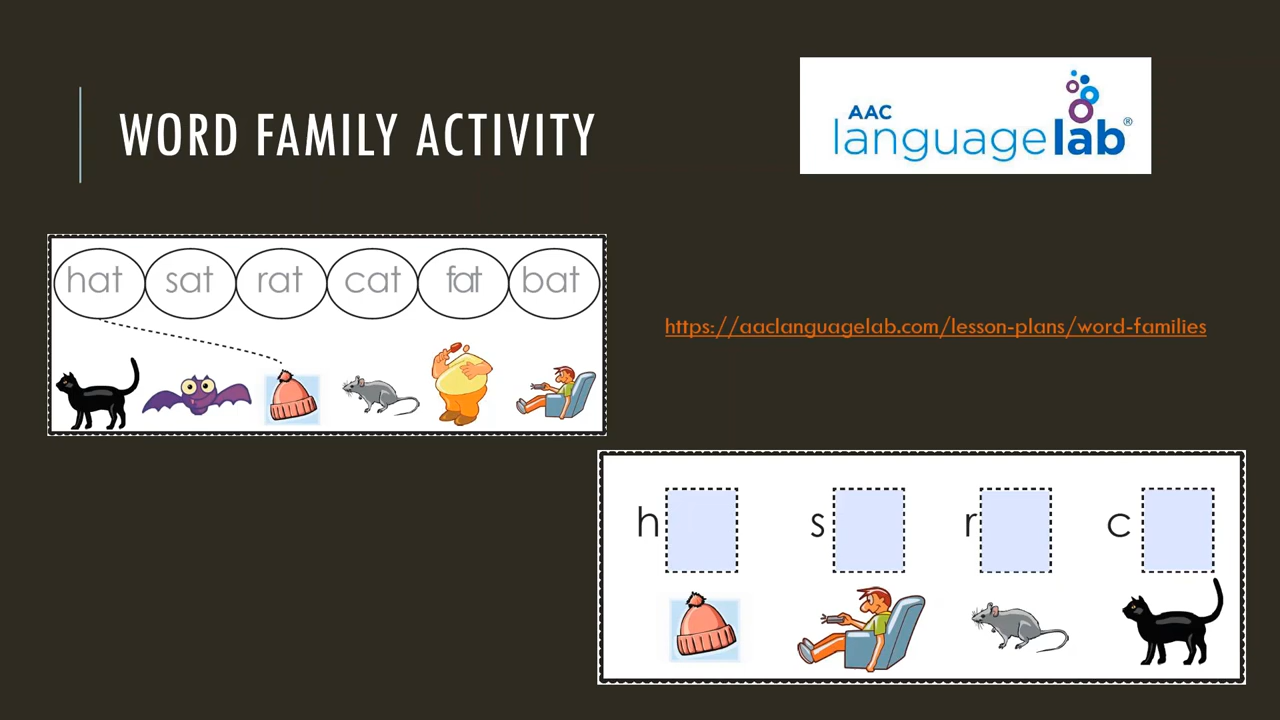 WORD FAMILY ACTIVITY
AAC
languagelab®
hat sat rat cat fat bat
https://aaclanguagelab.com/lesson-plans/word-families
h s r c